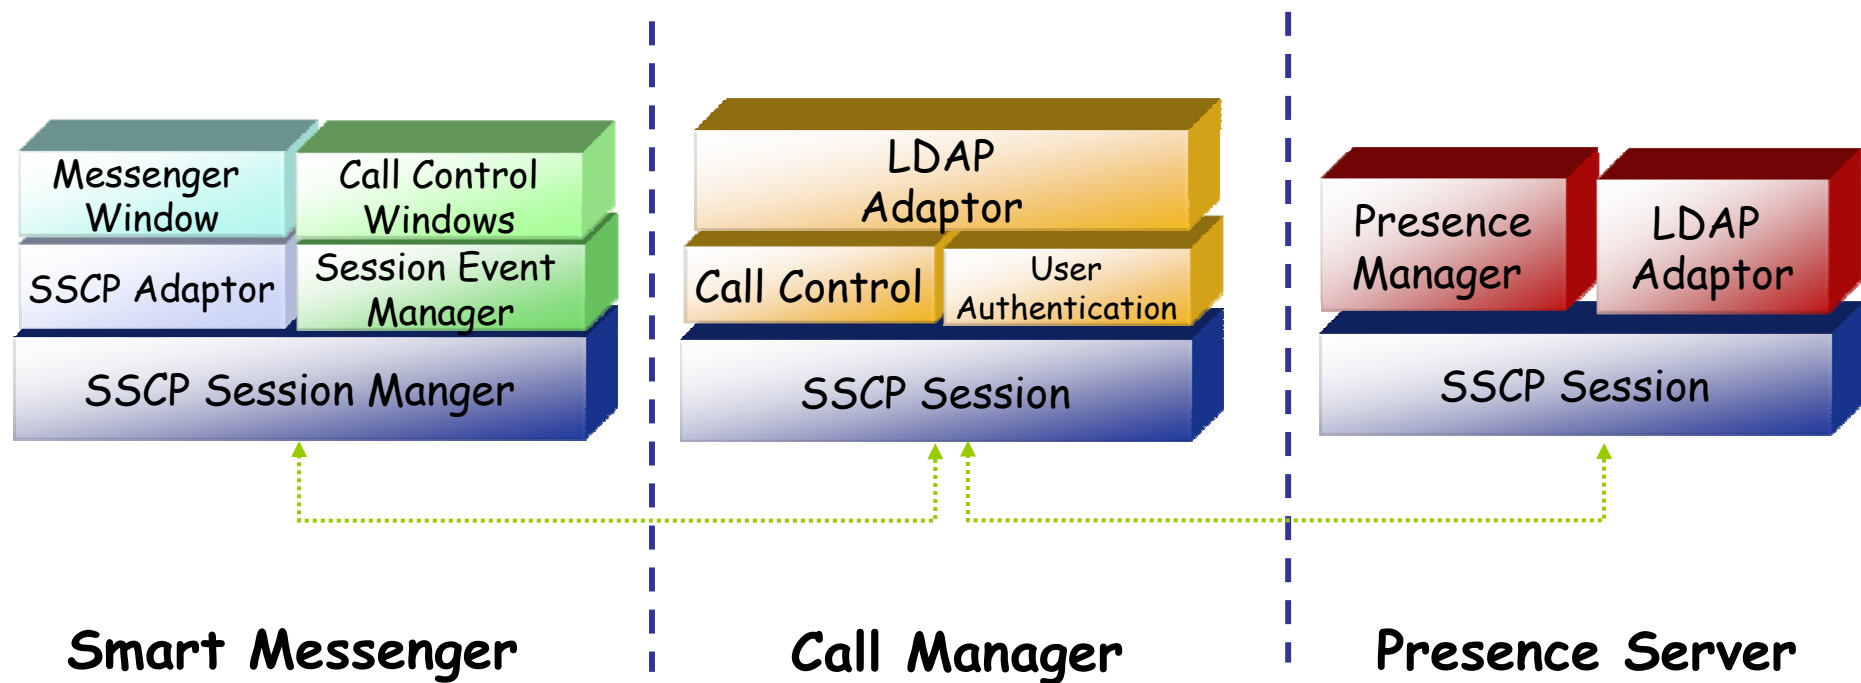 Messenger
Window
Call Control
Windows
SSCP Adaptor
Session Event
Manager
SSCP Session Manger
LDAP
Adaptor
Call Control
User
Authentication
SSCP Session
Presence
Manager
LDAP
Adaptor
SSCP Session
Smart Messenger
Call Manager
Presence Server